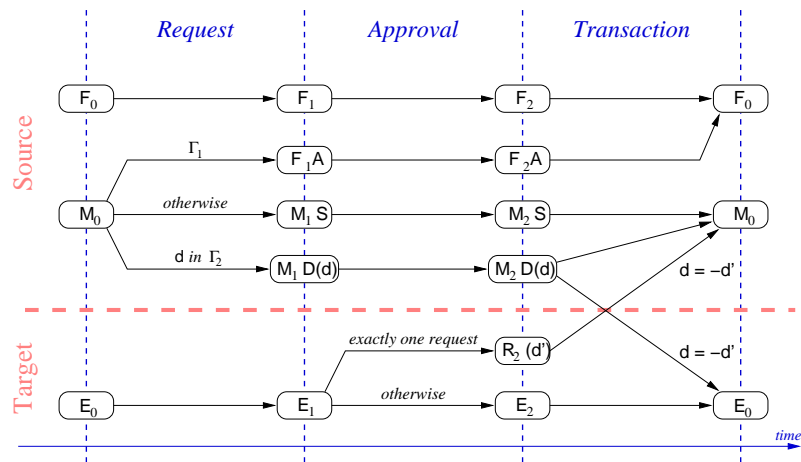 Request Approval Transaction
F₀ F₁ F₂ F₀
Γ₁ F₁A F₂A
Source
M₀ otherwise M₁ S M₂ S M₀
d in Γ₂ M₁ D(d) M₂ D(d) d = −d'
exactly one request R₂ (d') d = −d'
Target
E₀ E₁ otherwise E₂ E₀
time